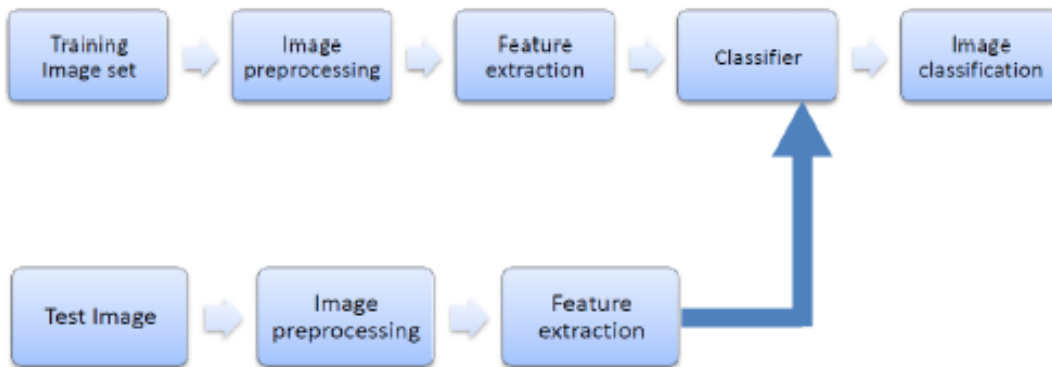 Training
Image set
Image
preprocessing
Feature
extraction
Classifier
Image
classification
Test Image
Image
preprocessing
Feature
extraction